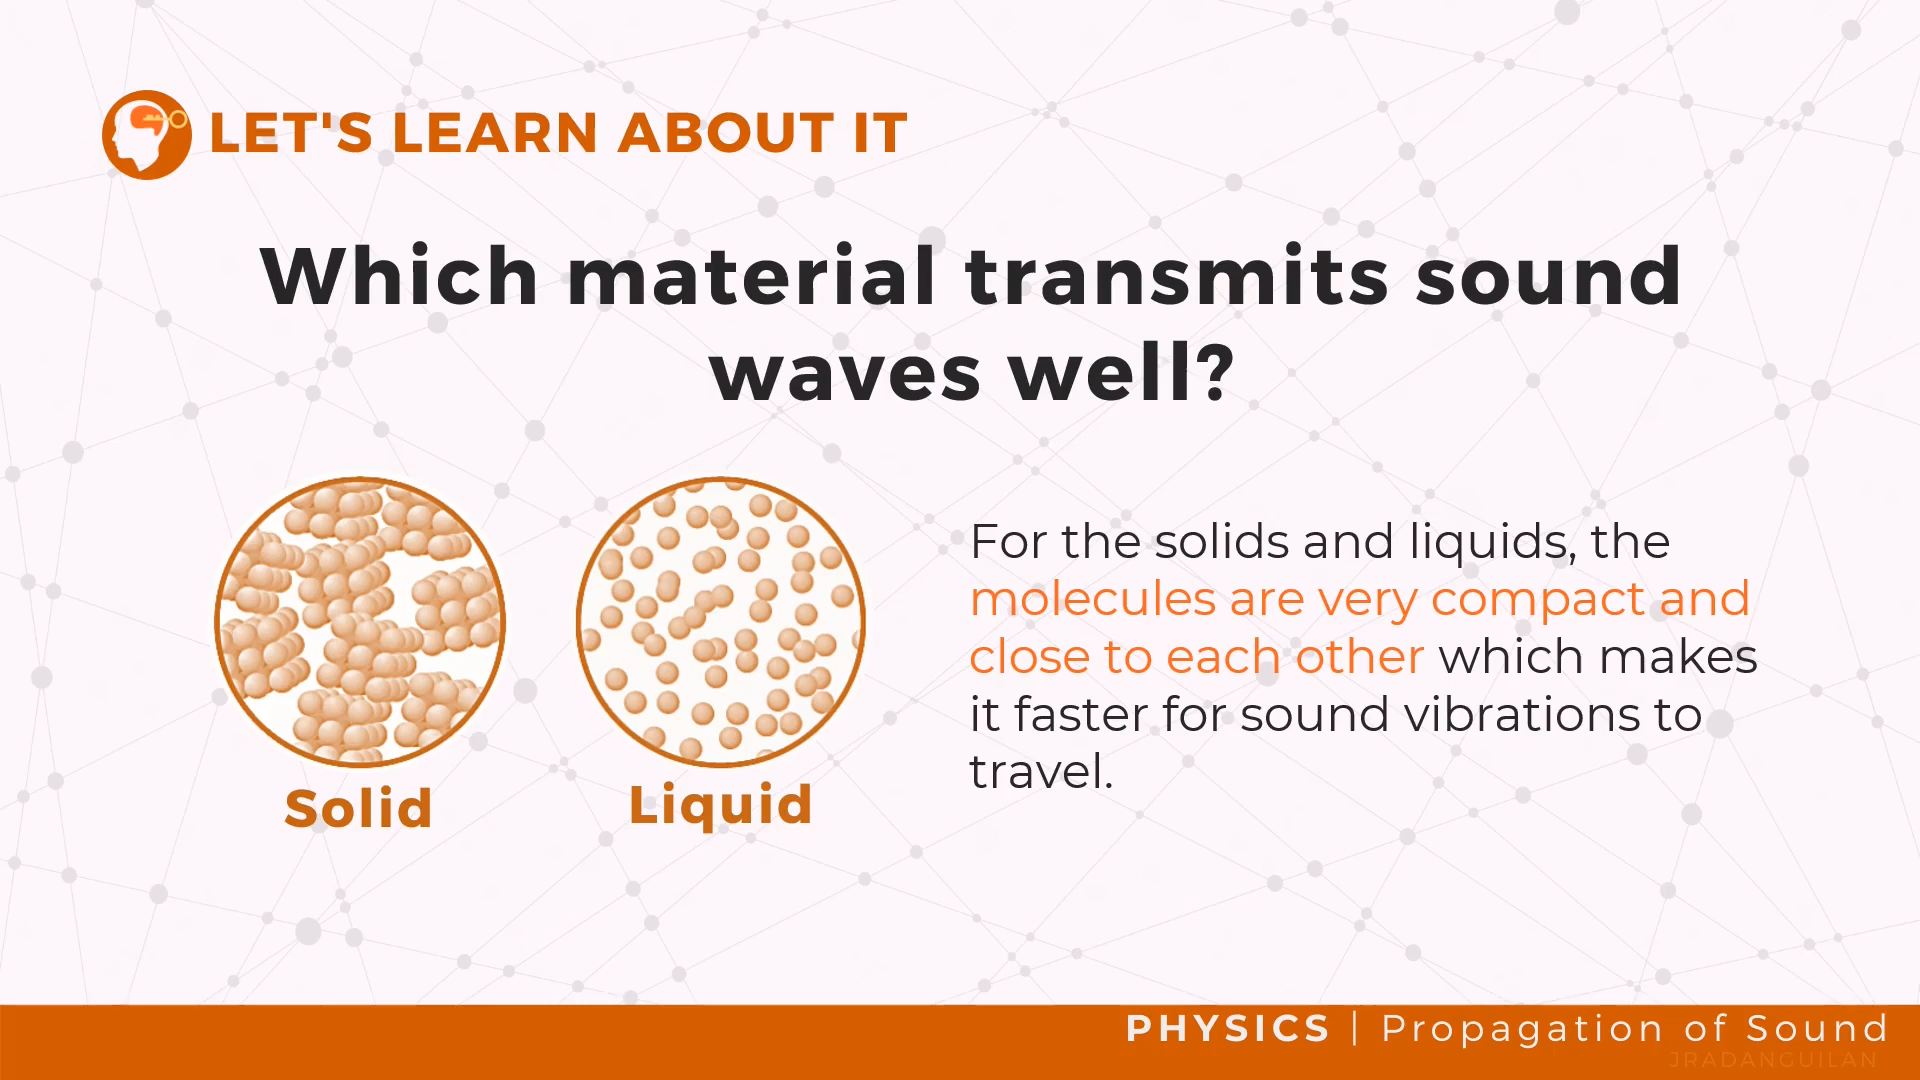 LET'S LEARN ABOUT IT
Which material transmits sound
waves well?
For the solids and liquids, the
molecules are very compact and
close to each other which makes
it faster for sound vibrations to
travel.
Solid
Liquid
PHYSICS | Propagation of Sound
JRADANGUILAN